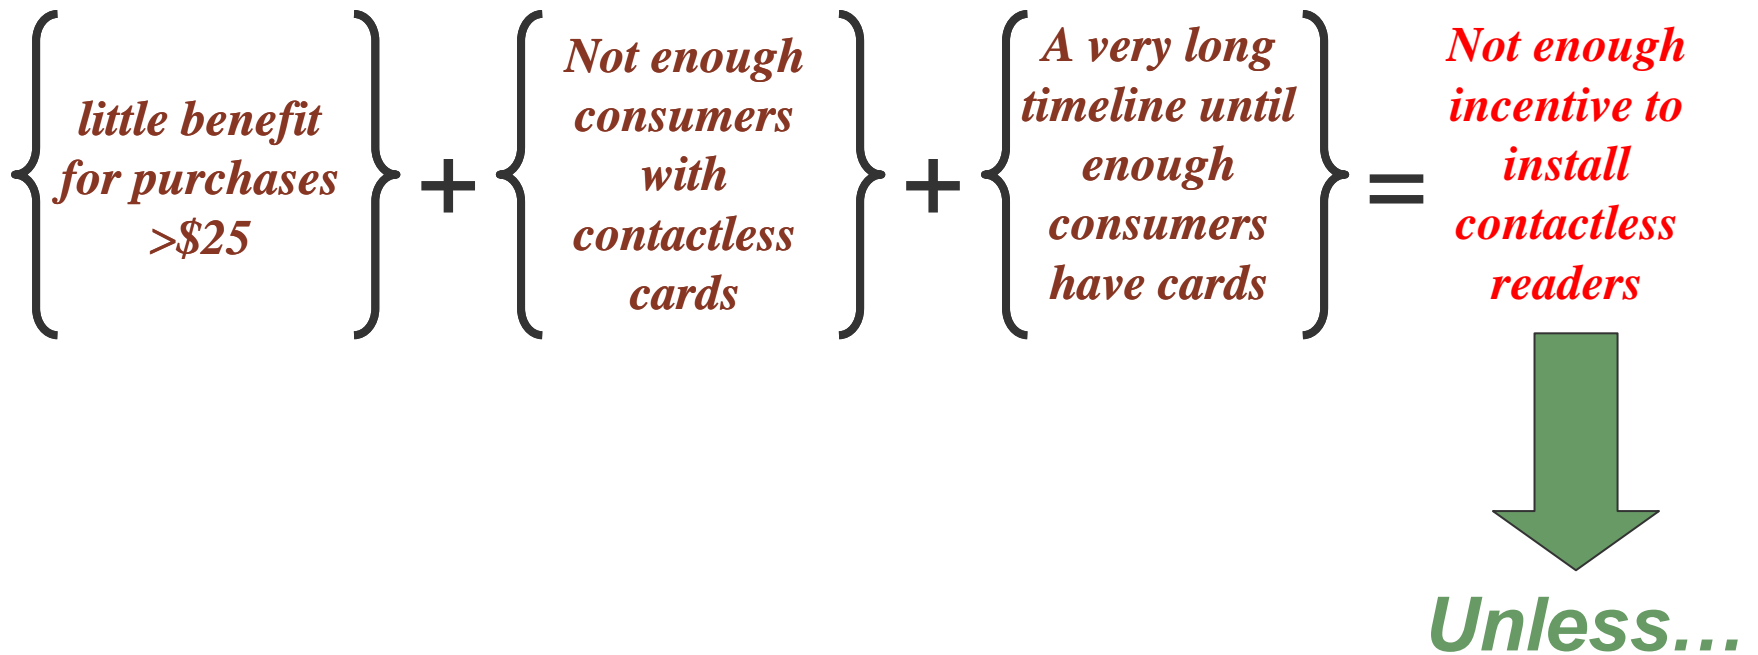 little benefit
for purchases
>$25
+
Not enough
consumers
with
contactless
cards
+
A very long
timeline until
enough
consumers
have cards
=
Not enough
incentive to
install
contactless
readers
Unless...